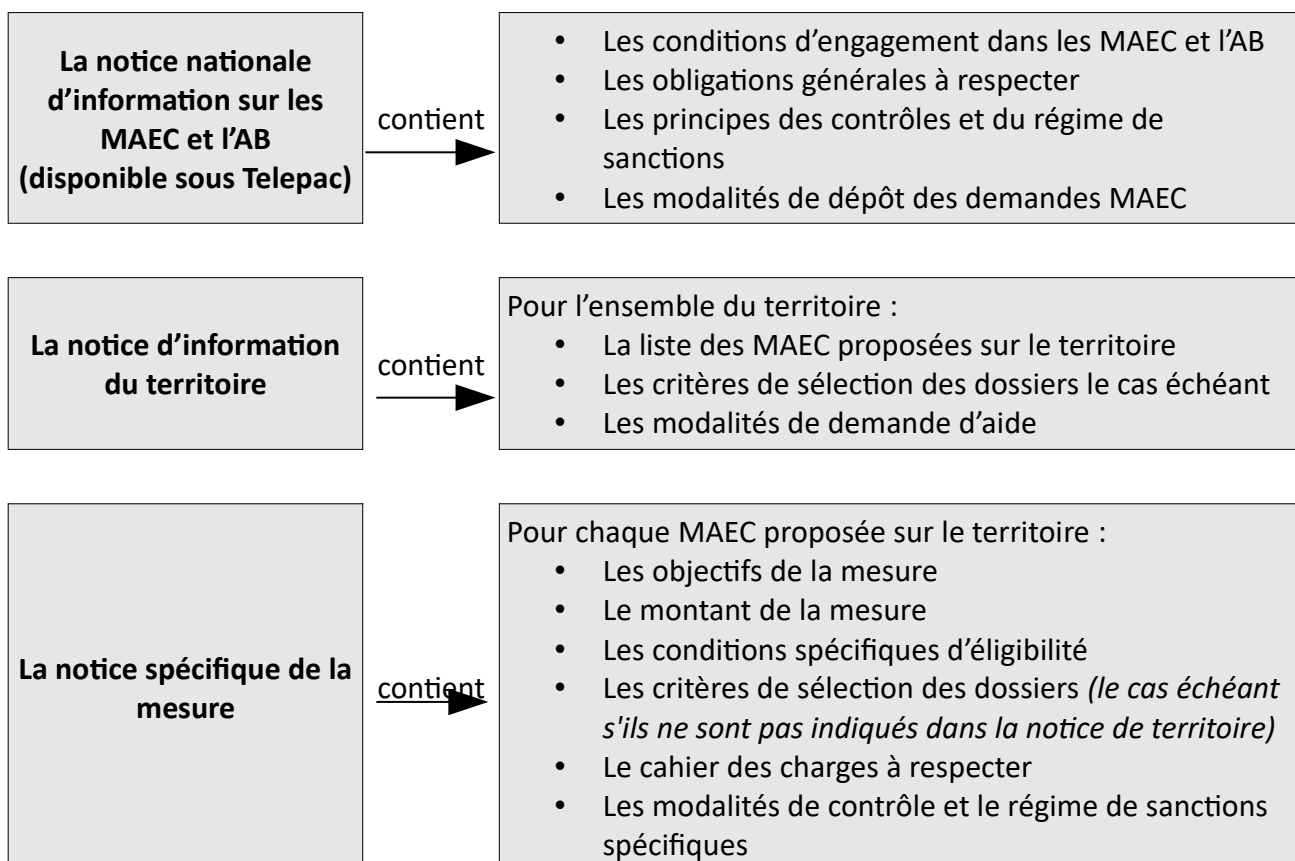 La notice nationale
d'information sur les
MAEC et l'AB
(disponible sous Telepac)
contient
• Les conditions d'engagement dans les MAEC et l'AB
• Les obligations générales à respecter
• Les principes des contrôles et du régime de
sanctions
• Les modalités de dépôt des demandes MAEC
La notice d'information
du territoire
contient
Pour l'ensemble du territoire :
• La liste des MAEC proposées sur le territoire
• Les critères de sélection des dossiers le cas échéant
• Les modalités de demande d'aide
La notice spécifique de la
mesure
contient
Pour chaque MAEC proposée sur le territoire :
• Les objectifs de la mesure
• Le montant de la mesure
• Les conditions spécifiques d'éligibilité
• Les critères de sélection des dossiers (le cas échéant
s'ils ne sont pas indiqués dans la notice de territoire)
• Le cahier des charges à respecter
• Les modalités de contrôle et le régime de sanctions
spécifiques